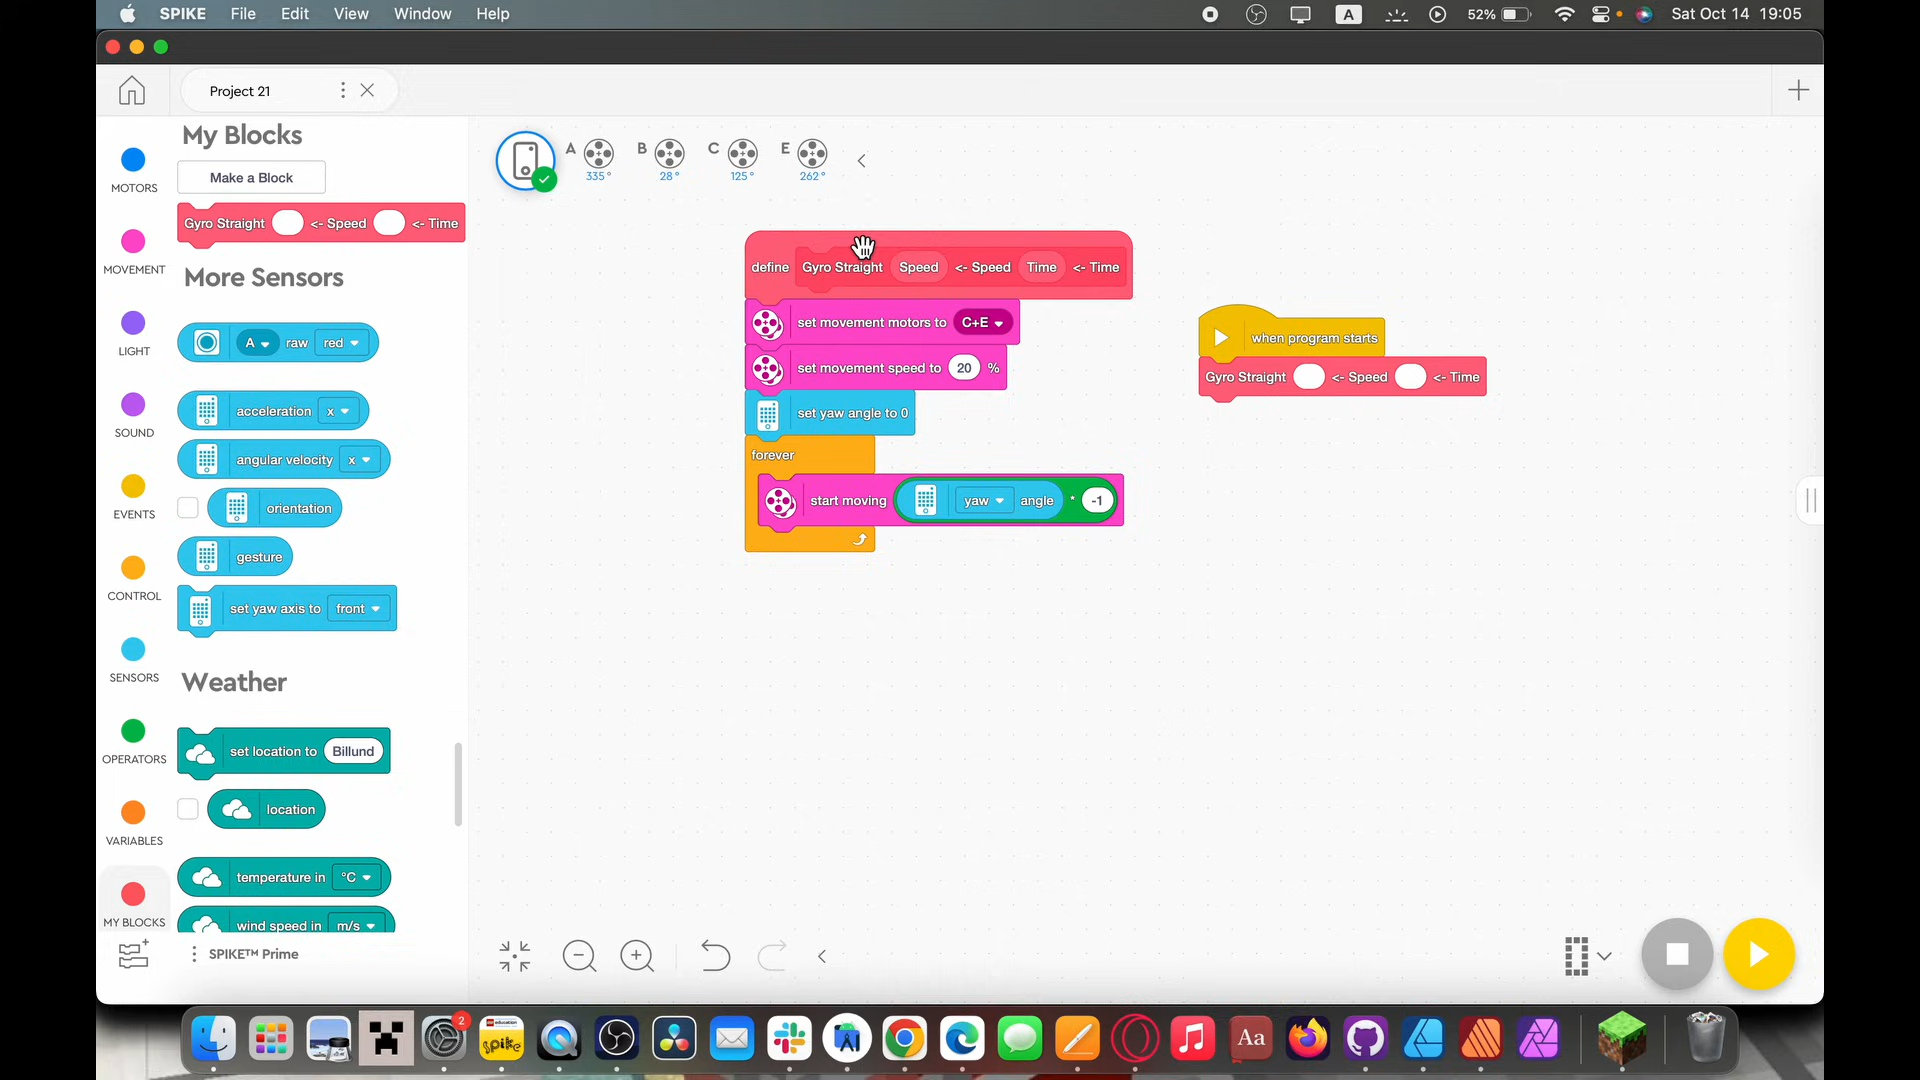 SPIKE File Edit View Window Help A 52% Sat Oct 14 19:05
Project 21
My Blocks
Make a Block
Gyro Straight <- Speed <- Time
More Sensors
A raw red
acceleration x
angular velocity x
orientation
gesture
set yaw axis to front
Weather
set location to Billund
location
temperature in °C
wind speed in m/s
MOTORS
MOVEMENT
LIGHT
SOUND
EVENTS
CONTROL
SENSORS
OPERATORS
VARIABLES
MY BLOCKS
SPIKE™ Prime
A B C E
335° 28° 125° 262°
define Gyro Straight Speed <- Speed Time <- Time
set movement motors to C+E
set movement speed to 20 %
set yaw angle to 0
forever
start moving yaw angle * -1
when program starts
Gyro Straight <- Speed <- Time
2
education
spike
Aa